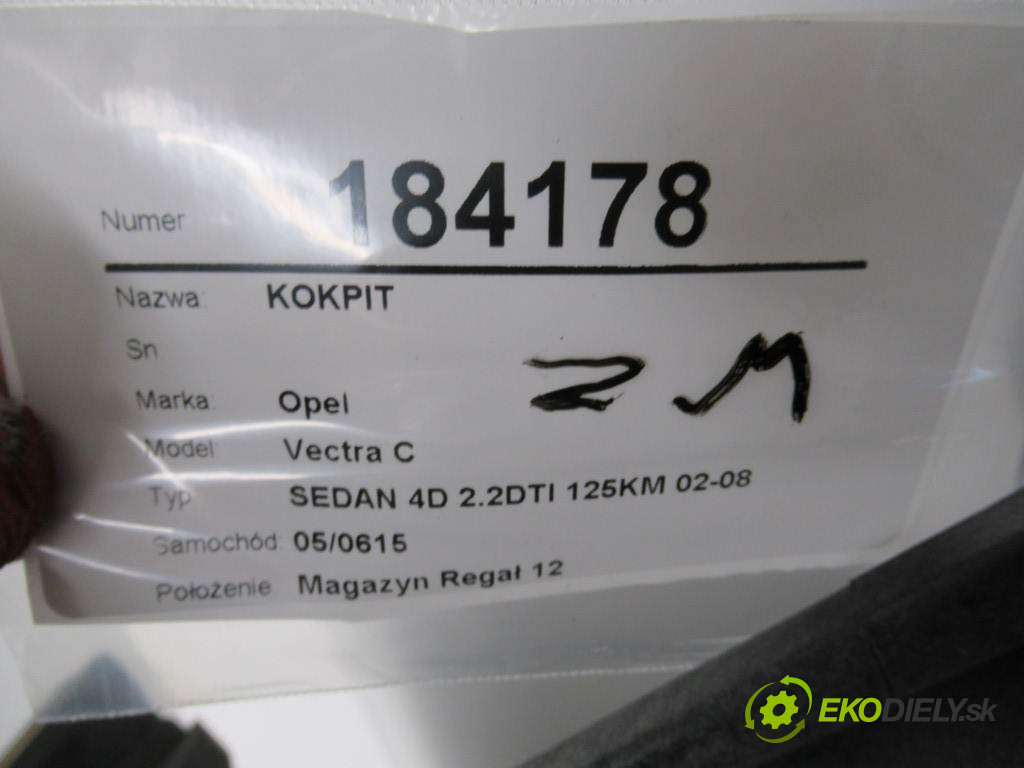 Numer 184178
Nazwa: KOKPIT
Sn
Marka: Opel
Model Vectra C
Typ SEDAN 4D 2.2DTI 125KM 02-08
Samochód: 05/0615
Położenie Magazyn Regał 12
ZM
EKODIELY.sk